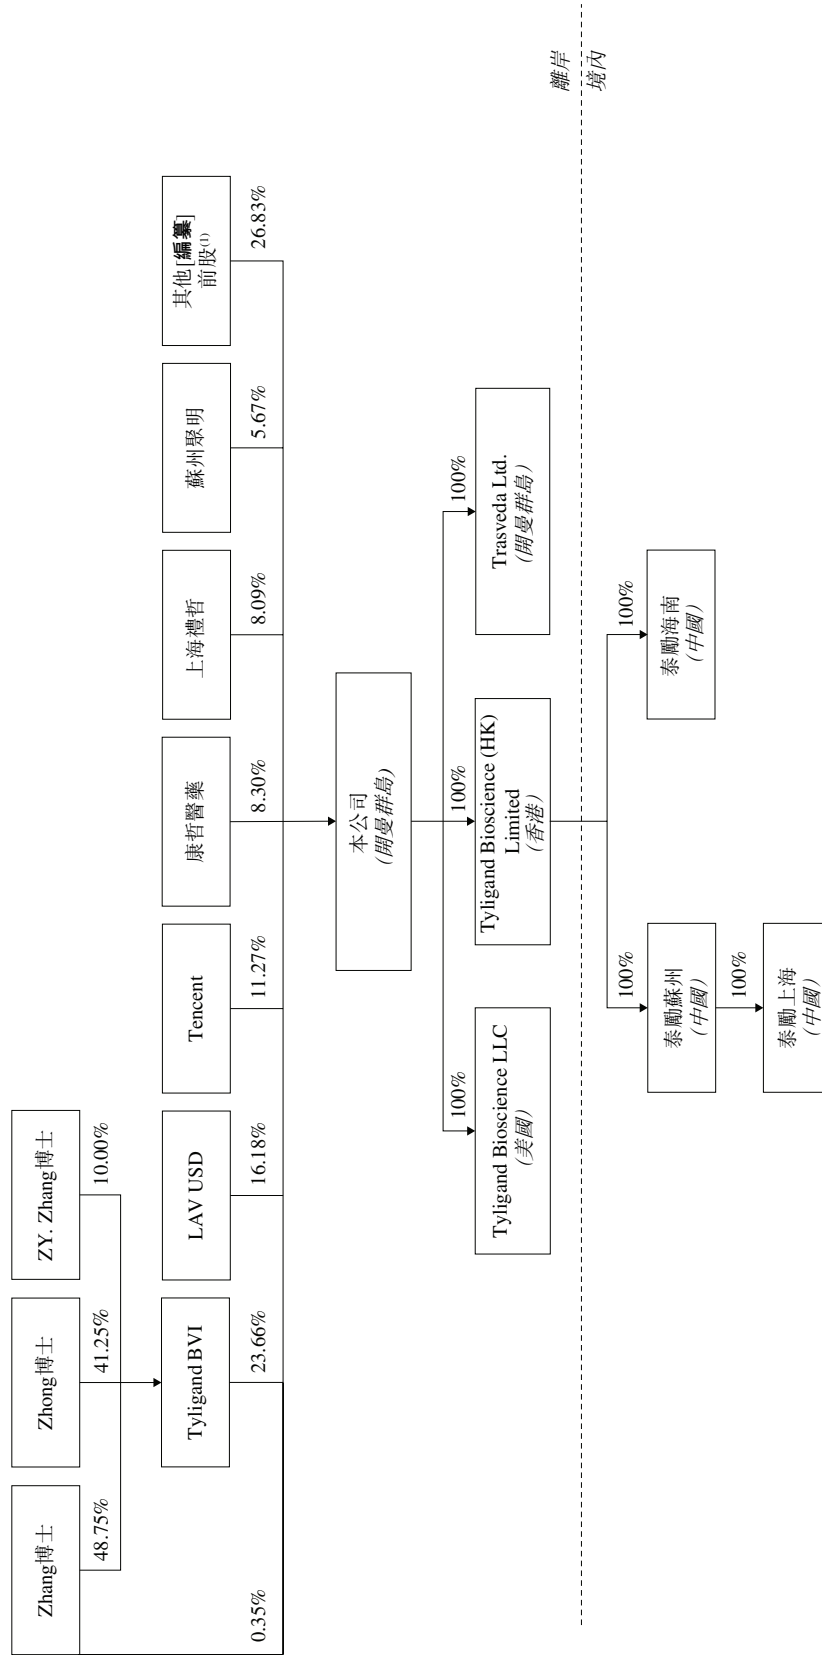 Zhang博士
Zhong博士
ZY. Zhang博士
48.75%
41.25%
10.00%
Tyligand BVI
LAV USD
Tencent
康哲醫藥
上海禮哲
蘇州聚明
其他[編纂]
前股(1)
0.35%
23.66%
16.18%
11.27%
8.30%
8.09%
5.67%
26.83%
本公司
(開曼群島)
100%
100%
100%
Tyligand Bioscience LLC
(美國)
Tyligand Bioscience (HK)
Limited
(香港)
Trasveda Ltd.
(開曼群島)
離岸
境內
100%
100%
泰勵蘇州
(中國)
泰勵海南
(中國)
100%
泰勵上海
(中國)